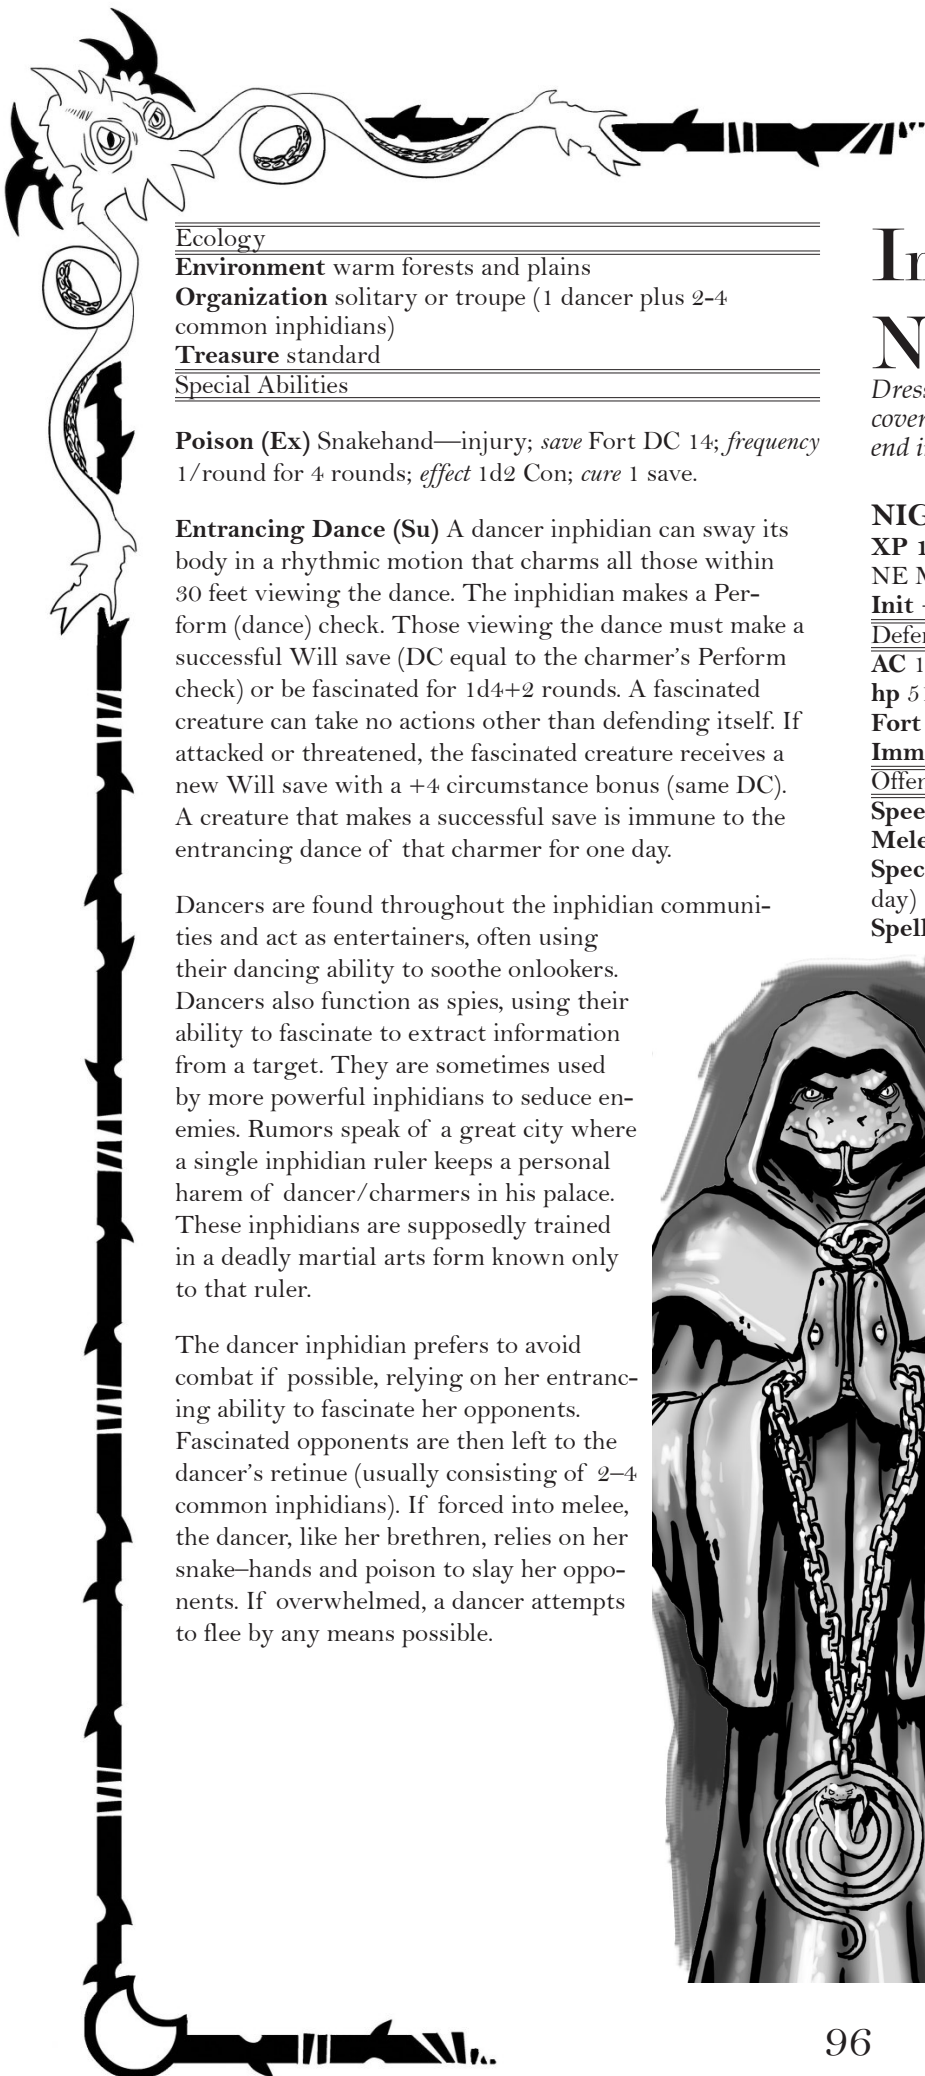 Ecology
Environment warm forests and plains
Organization solitary or troupe (1 dancer plus 2-4
common inphidians)
Treasure standard
Special Abilities
Poison (Ex) Snakehand—injury; save Fort DC 14; frequency
1/round for 4 rounds; effect 1d2 Con; cure 1 save.
Entrancing Dance (Su) A dancer inphidian can sway its
body in a rhythmic motion that charms all those within
30 feet viewing the dance. The inphidian makes a Per-
form (dance) check. Those viewing the dance must make a
successful Will save (DC equal to the charmer's Perform
check) or be fascinated for 1d4+2 rounds. A fascinated
creature can take no actions other than defending itself. If
attacked or threatened, the fascinated creature receives a
new Will save with a +4 circumstance bonus (same DC).
A creature that makes a successful save is immune to the
entrancing dance of that charmer for one day.
Dancers are found throughout the inphidian communi-
ties and act as entertainers, often using
their dancing ability to soothe onlookers.
Dancers also function as spies, using their
ability to fascinate to extract information
from a target. They are sometimes used
by more powerful inphidians to seduce en-
emies. Rumors speak of a great city where
a single inphidian ruler keeps a personal
harem of dancer/charmers in his palace.
These inphidians are supposedly trained
in a deadly martial arts form known only
to that ruler.
The dancer inphidian prefers to avoid
combat if possible, relying on her entranc-
ing ability to fascinate her opponents.
Fascinated opponents are then left to the
dancer's retinue (usually consisting of 2–4
common inphidians). If forced into melee,
the dancer, like her brethren, relies on her
snake–hands and poison to slay her oppo-
nents. If overwhelmed, a dancer attempts
to flee by any means possible.
end
XP
NE
Init
AC
hp
Fort
day)
96